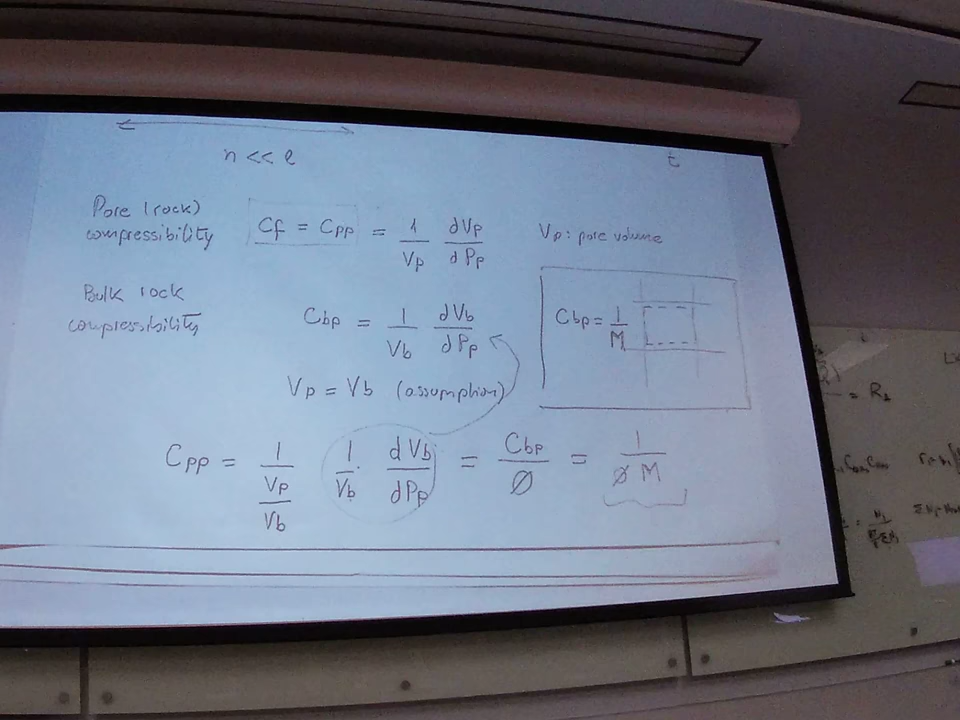 n << l
t
Pore (rock) compressibility
Cf = Cpp = 1/Vp dVp/dPp
Vp: pore volume
Bulk rock compressibility
Cbp = 1/Vb dVb/dPp
Cbp = 1/M
Vp = Vb (assumption)
Cpp = 1/(Vp/Vb) 1/Vb · dVb/dPp = Cbp/Ø = 1/(Ø M)
= R1